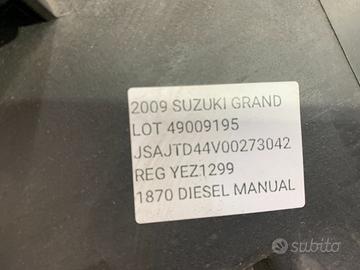 2009 SUZUKI GRAND
LOT 49009195
JSAJTD44V00273042
REG YEZ1299
1870 DIESEL MANUAL
subito